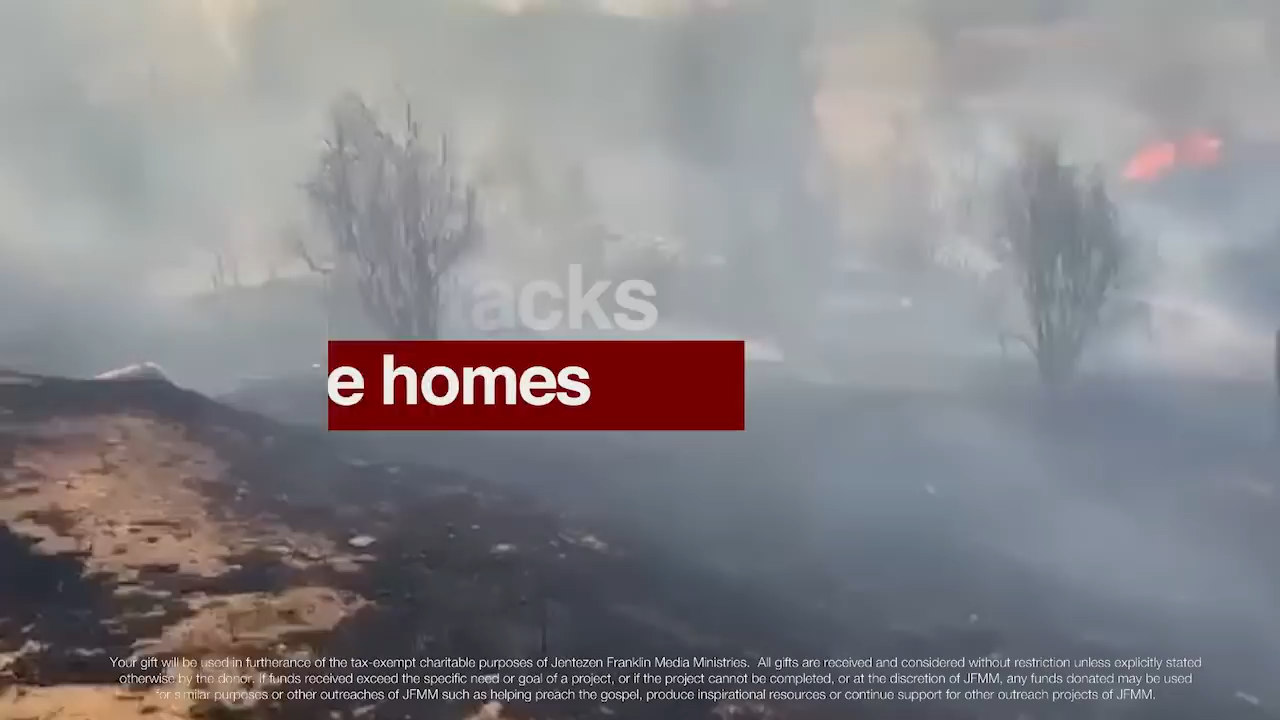 acks
e homes
Your gift will be used in furtherance of the tax-exempt charitable purposes of Jentezen Franklin Media Ministries. All gifts are received and considered without restriction unless explicitly stated
otherwise by the donor. If funds received exceed the specific need or goal of a project, or if the project cannot be completed, or at the discretion of JFMM, any funds donated may be used
for similar purposes or other outreaches of JFMM such as helping preach the gospel, produce inspirational resources or continue support for other outreach projects of JFMM.